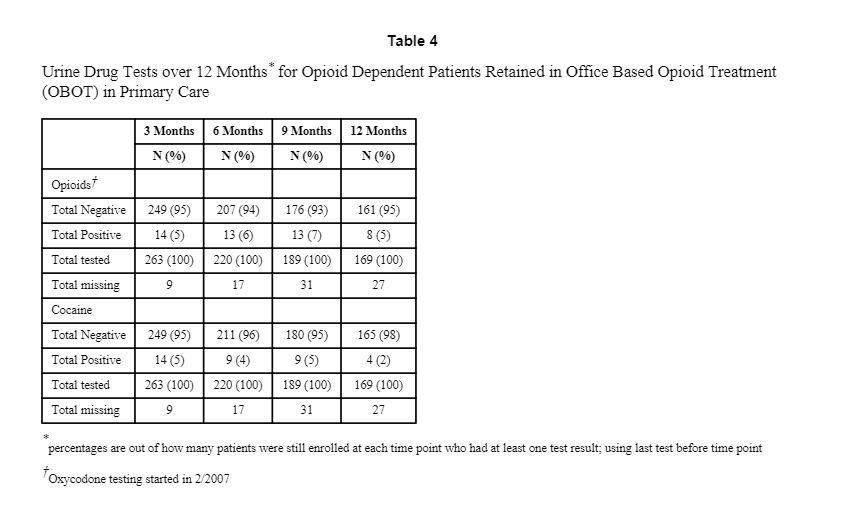 Table 4
Urine Drug Tests over 12 Months* for Opioid Dependent Patients Retained in Office Based Opioid Treatment
(OBOT) in Primary Care
3 Months 6 Months 9 Months 12 Months
N (%) N (%) N (%) N (%)
Opioids†
Total Negative 249 (95) 207 (94) 176 (93) 161 (95)
Total Positive 14 (5) 13 (6) 13 (7) 8 (5)
Total tested 263 (100) 220 (100) 189 (100) 169 (100)
Total missing 9 17 31 27
Cocaine
Total Negative 249 (95) 211 (96) 180 (95) 165 (98)
Total Positive 14 (5) 9 (4) 9 (5) 4 (2)
Total tested 263 (100) 220 (100) 189 (100) 169 (100)
Total missing 9 17 31 27
*percentages are out of how many patients were still enrolled at each time point who had at least one test result; using last test before time point
†Oxycodone testing started in 2/2007